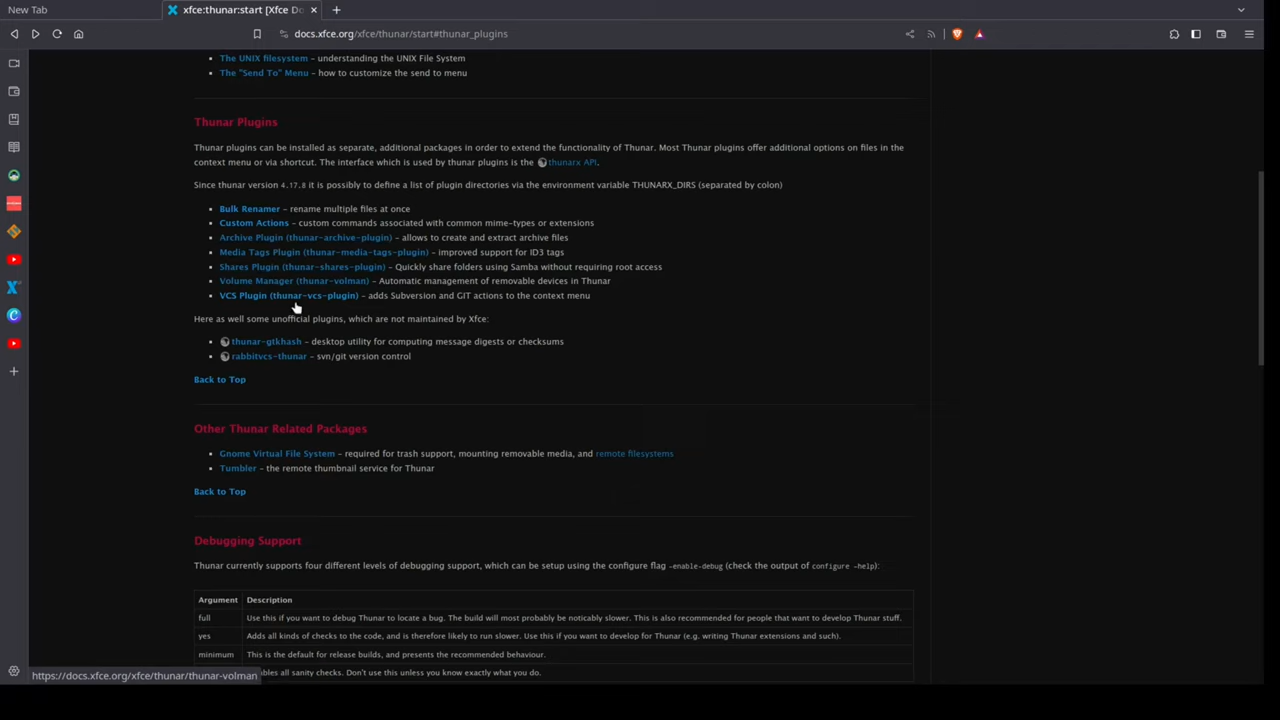 New Tab
xfce:thunar:start [Xfce Do
docs.xfce.org/xfce/thunar/start#thunar_plugins
The UNIX filesystem – understanding the UNIX File System
The "Send To" Menu – how to customize the send to menu
Thunar Plugins
Thunar plugins can be installed as separate, additional packages in order to extend the functionality of Thunar. Most Thunar plugins offer additional options on files in the
context menu or via shortcut. The interface which is used by thunar plugins is the thunarx API.
Since thunar version 4.17.8 it is possibly to define a list of plugin directories via the environment variable THUNARX_DIRS (separated by colon)
Bulk Renamer – rename multiple files at once
Custom Actions – custom commands associated with common mime-types or extensions
Archive Plugin (thunar-archive-plugin) – allows to create and extract archive files
Media Tags Plugin (thunar-media-tags-plugin) – improved support for ID3 tags
Shares Plugin (thunar-shares-plugin) – Quickly share folders using Samba without requiring root access
Volume Manager (thunar-volman) – Automatic management of removable devices in Thunar
VCS Plugin (thunar-vcs-plugin) – adds Subversion and GIT actions to the context menu
Here as well some unofficial plugins, which are not maintained by Xfce:
thunar-gtkhash – desktop utility for computing message digests or checksums
rabbitvcs-thunar – svn/git version control
Back to Top
Other Thunar Related Packages
Gnome Virtual File System – required for trash support, mounting removable media, and remote filesystems
Tumbler – the remote thumbnail service for Thunar
Back to Top
Debugging Support
Thunar currently supports four different levels of debugging support, which can be setup using the configure flag –enable-debug (check the output of configure –help):
Argument Description
full Use this if you want to debug Thunar to locate a bug. The build will most probably be noticably slower. This is also recommended for people that want to develop Thunar stuff.
yes Adds all kinds of checks to the code, and is therefore likely to run slower. Use this if you want to develop for Thunar (e.g. writing Thunar extensions and such).
minimum This is the default for release builds, and presents the recommended behaviour.
ables all sanity checks. Don't use this unless you know exactly what you do.
https://docs.xfce.org/xfce/thunar/thunar-volman